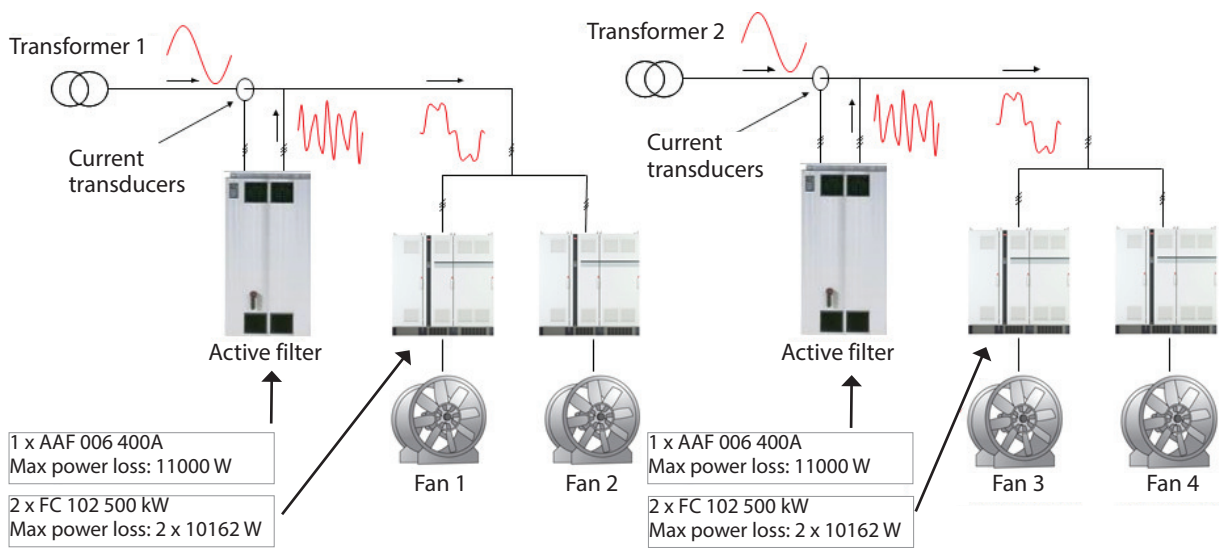 Transformer 1
Current
transducers
Active filter
1 x AAF 006 400A
Max power loss: 11000 W
2 x FC 102 500 kW
Max power loss: 2 x 10162 W
Fan 1
Fan 2
Transformer 2
Current
transducers
Active filter
1 x AAF 006 400A
Max power loss: 11000 W
2 x FC 102 500 kW
Max power loss: 2 x 10162 W
Fan 3
Fan 4